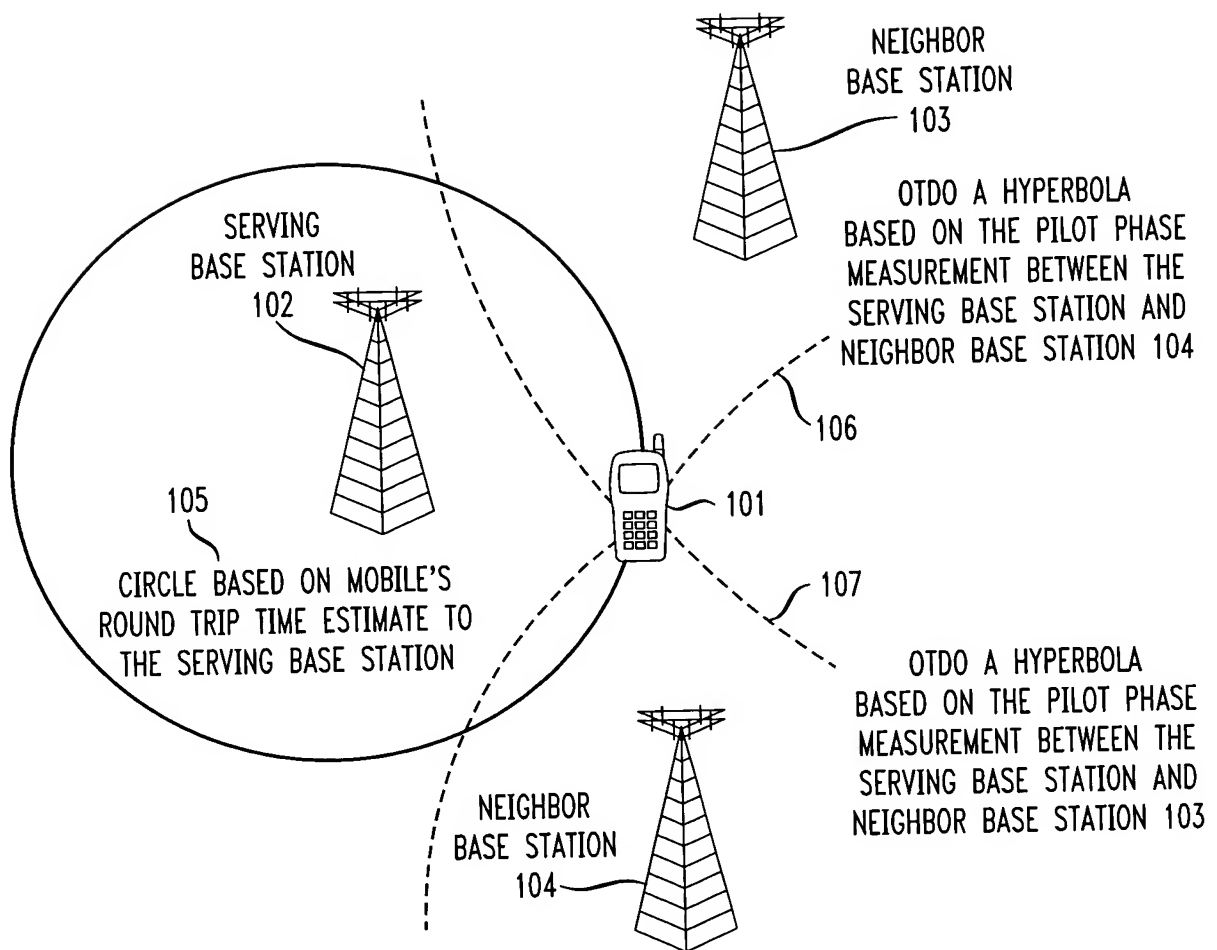 NEIGHBOR
BASE STATION
103
SERVING
BASE STATION
102
OTDO A HYPERBOLA
BASED ON THE PILOT PHASE
MEASUREMENT BETWEEN THE
SERVING BASE STATION AND
NEIGHBOR BASE STATION 104
106
101
105
CIRCLE BASED ON MOBILE'S
ROUND TRIP TIME ESTIMATE TO
THE SERVING BASE STATION
107
OTDO A HYPERBOLA
BASED ON THE PILOT PHASE
MEASUREMENT BETWEEN THE
SERVING BASE STATION AND
NEIGHBOR BASE STATION 103
NEIGHBOR
BASE STATION
104